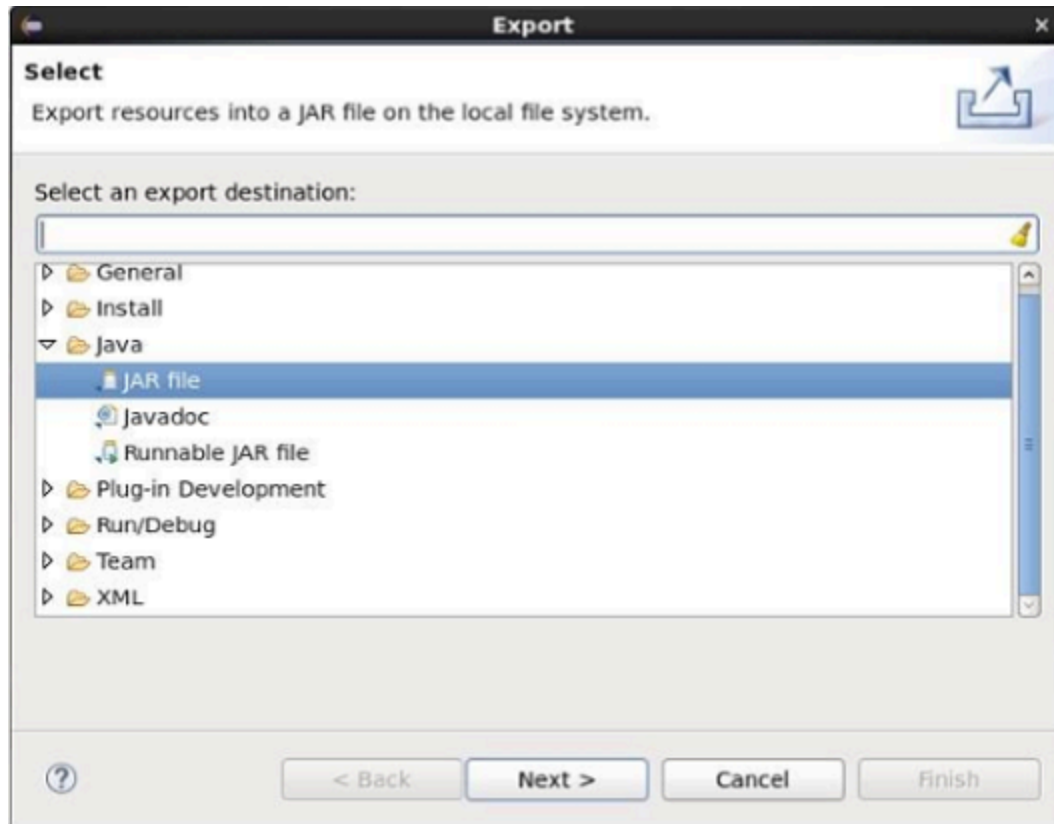 Export
Select
Export resources into a JAR file on the local file system.
Select an export destination:
General
Install
Java
JAR file
Javadoc
Runnable JAR file
Plug-in Development
Run/Debug
Team
XML
< Back Next > Cancel Finish